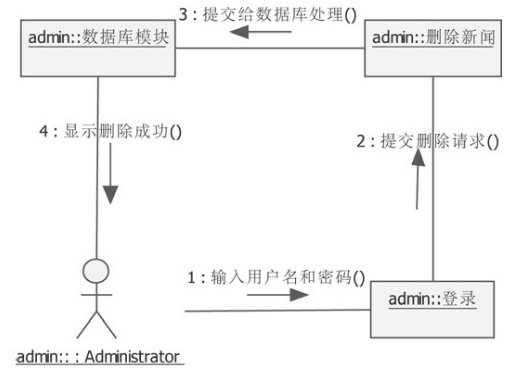 3 : 提交给数据库处理()
admin::数据库模块
admin::删除新闻
4 : 显示删除成功()
2 : 提交删除请求()
1 : 输入用户名和密码()
admin::登录
admin: : : Administrator